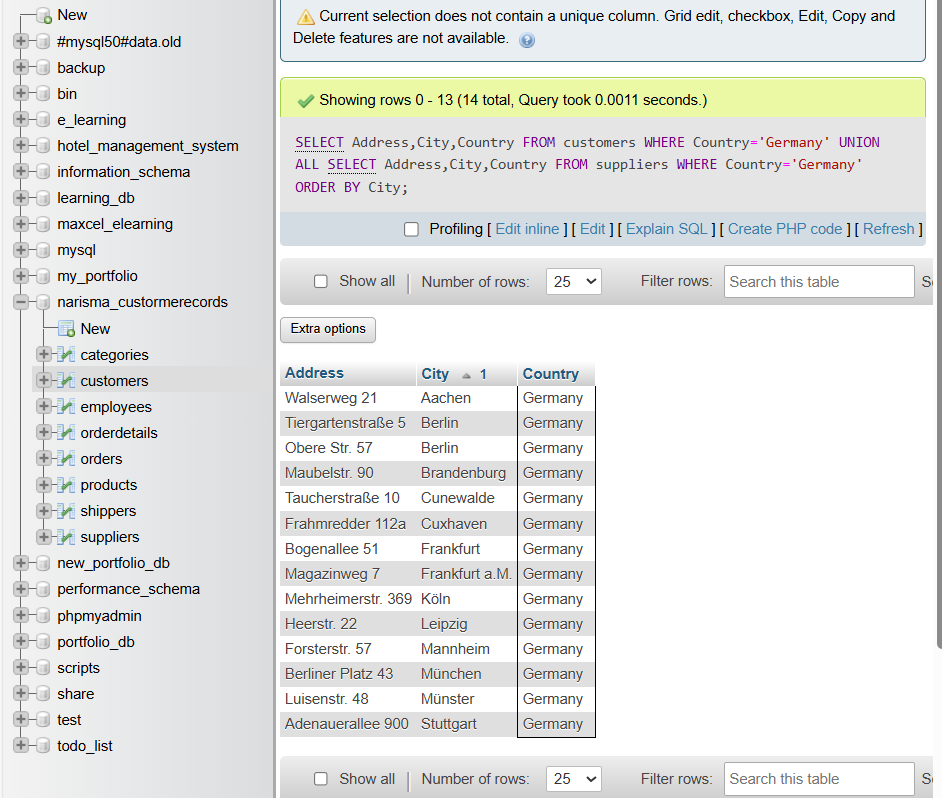 New
#mysql50#data.old
backup
bin
e_learning
hotel_management_system
information_schema
learning_db
maxcel_elearning
mysql
my_portfolio
narisma_custormerecords
New
categories
customers
employees
orderdetails
orders
products
shippers
suppliers
new_portfolio_db
performance_schema
phpmyadmin
portfolio_db
scripts
share
test
todo_list
Current selection does not contain a unique column. Grid edit, checkbox, Edit, Copy and
Delete features are not available.
Showing rows 0 - 13 (14 total, Query took 0.0011 seconds.)
SELECT Address,City,Country FROM customers WHERE Country='Germany' UNION
ALL SELECT Address,City,Country FROM suppliers WHERE Country='Germany'
ORDER BY City;
Profiling [ Edit inline ] [ Edit ] [ Explain SQL ] [ Create PHP code ] [ Refresh ]
Show all | Number of rows: 25 Filter rows: Search this table S
Extra options
Address City 1 Country
Walserweg 21 Aachen Germany
Tiergartenstraße 5 Berlin Germany
Obere Str. 57 Berlin Germany
Maubelstr. 90 Brandenburg Germany
Taucherstraße 10 Cunewalde Germany
Frahmredder 112a Cuxhaven Germany
Bogenallee 51 Frankfurt Germany
Magazinweg 7 Frankfurt a.M. Germany
Mehrheimerstr. 369 Köln Germany
Heerstr. 22 Leipzig Germany
Forsterstr. 57 Mannheim Germany
Berliner Platz 43 München Germany
Luisenstr. 48 Münster Germany
Adenauerallee 900 Stuttgart Germany
Show all | Number of rows: 25 Filter rows: Search this table S